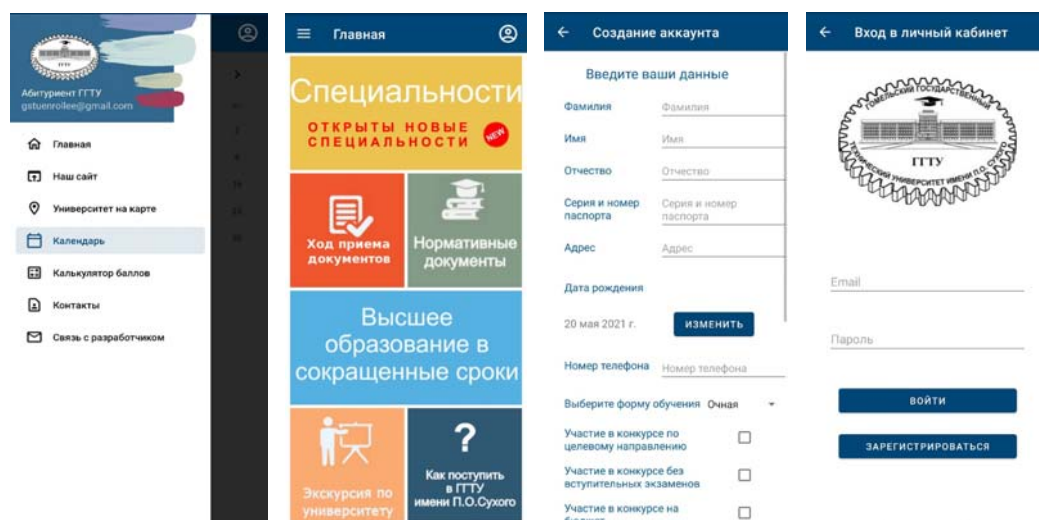 Абитуриент ГГТУ
gstuenrollee@gmail.com
Главная
Наш сайт
Университет на карте
Календарь
Калькулятор баллов
Контакты
Связь с разработчиком
Главная
Специальности
ОТКРЫТЫ НОВЫЕ
СПЕЦИАЛЬНОСТИ
NEW
Ход приема
документов
Нормативные
документы
Высшее
образование в
сокращенные сроки
Экскурсия по
университету
?
Как поступить
в ГГТУ
имени П.О.Сухого
Создание аккаунта
Введите ваши данные
Фамилия Фамилия
Имя Имя
Отчество Отчество
Серия и номер Серия и номер
паспорта паспорта
Адрес Адрес
Дата рождения
20 мая 2021 г. ИЗМЕНИТЬ
Номер телефона Номер телефона
Выберите форму обучения Очная
Участие в конкурсе по
целевому направлению
Участие в конкурсе без
вступительных экзаменов
Участие в конкурсе на
бюджет
Вход в личный кабинет
ГОМЕЛЬСКИЙ ГОСУДАРСТВЕННЫЙ
ГГТУ
ТЕХНИЧЕСКИЙ УНИВЕРСИТЕТ ИМЕНИ П.О. СУХОГО
Email
Пароль
ВОЙТИ
ЗАРЕГИСТРИРОВАТЬСЯ